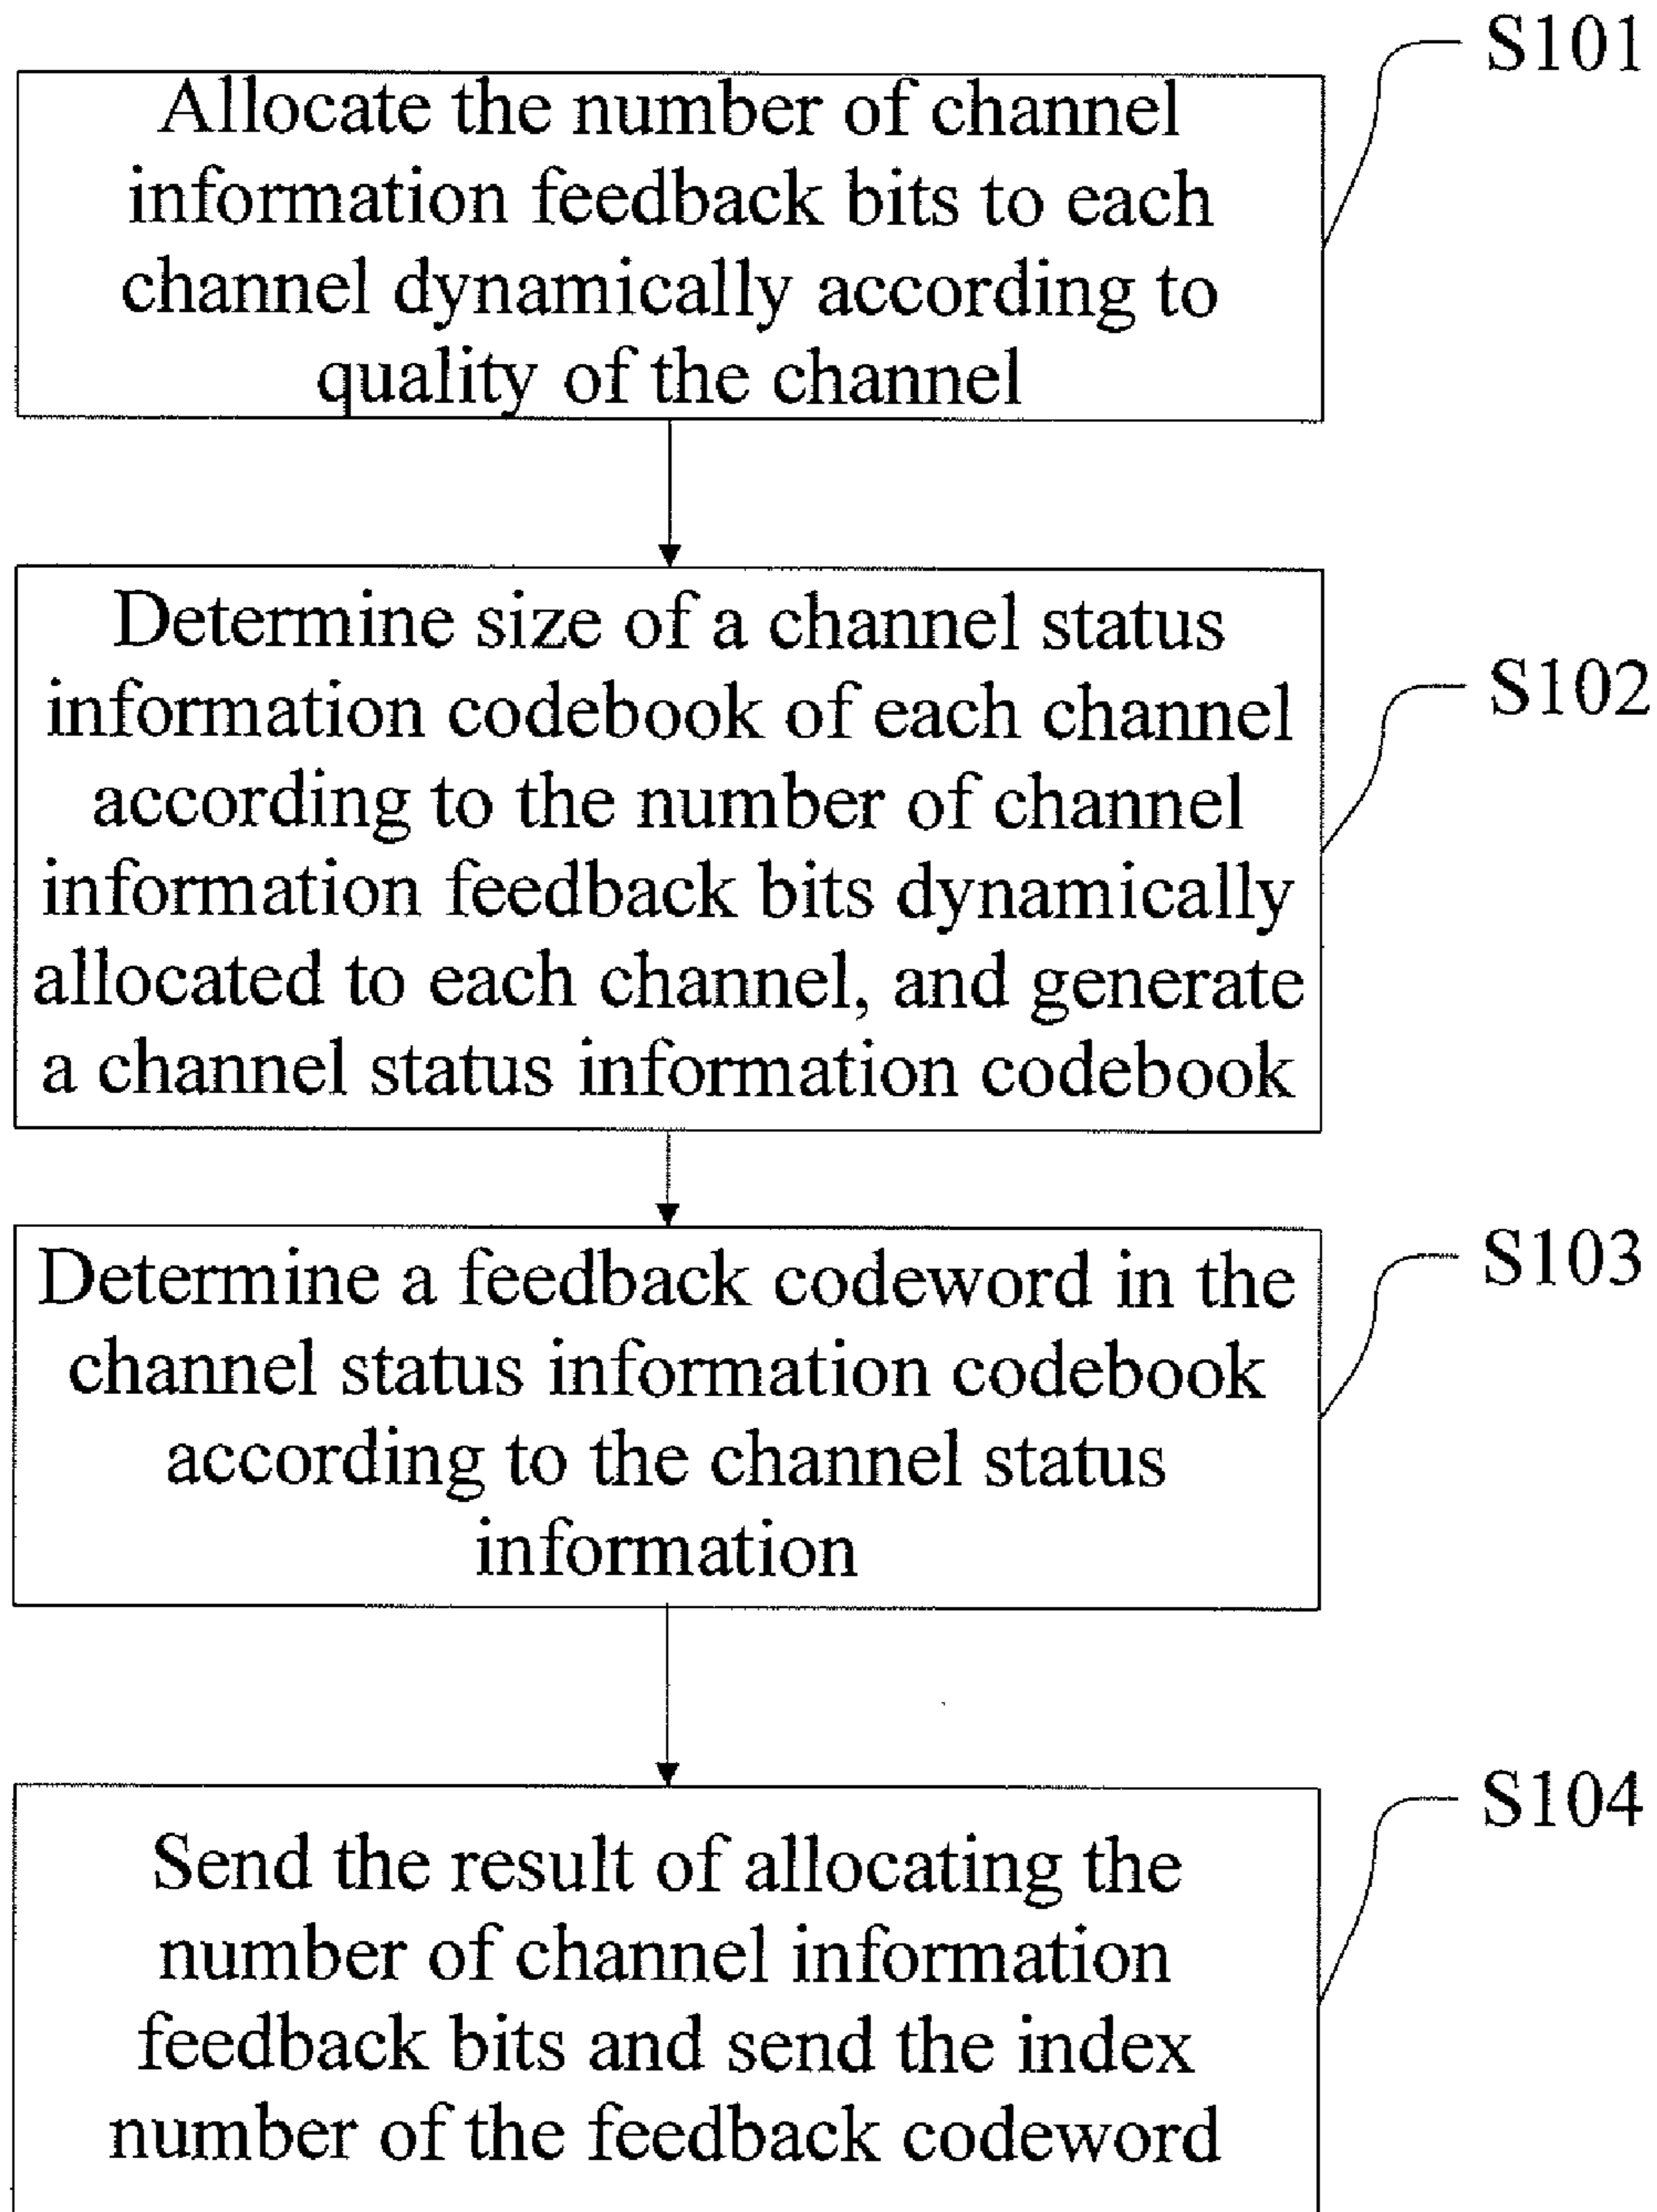 S101
Allocate the number of channel
information feedback bits to each
channel dynamically according to
quality of the channel
S102
Determine size of a channel status
information codebook of each channel
according to the number of channel
information feedback bits dynamically
allocated to each channel, and generate
a channel status information codebook
S103
Determine a feedback codeword in the
channel status information codebook
according to the channel status
information
S104
Send the result of allocating the
number of channel information
feedback bits and send the index
number of the feedback codeword